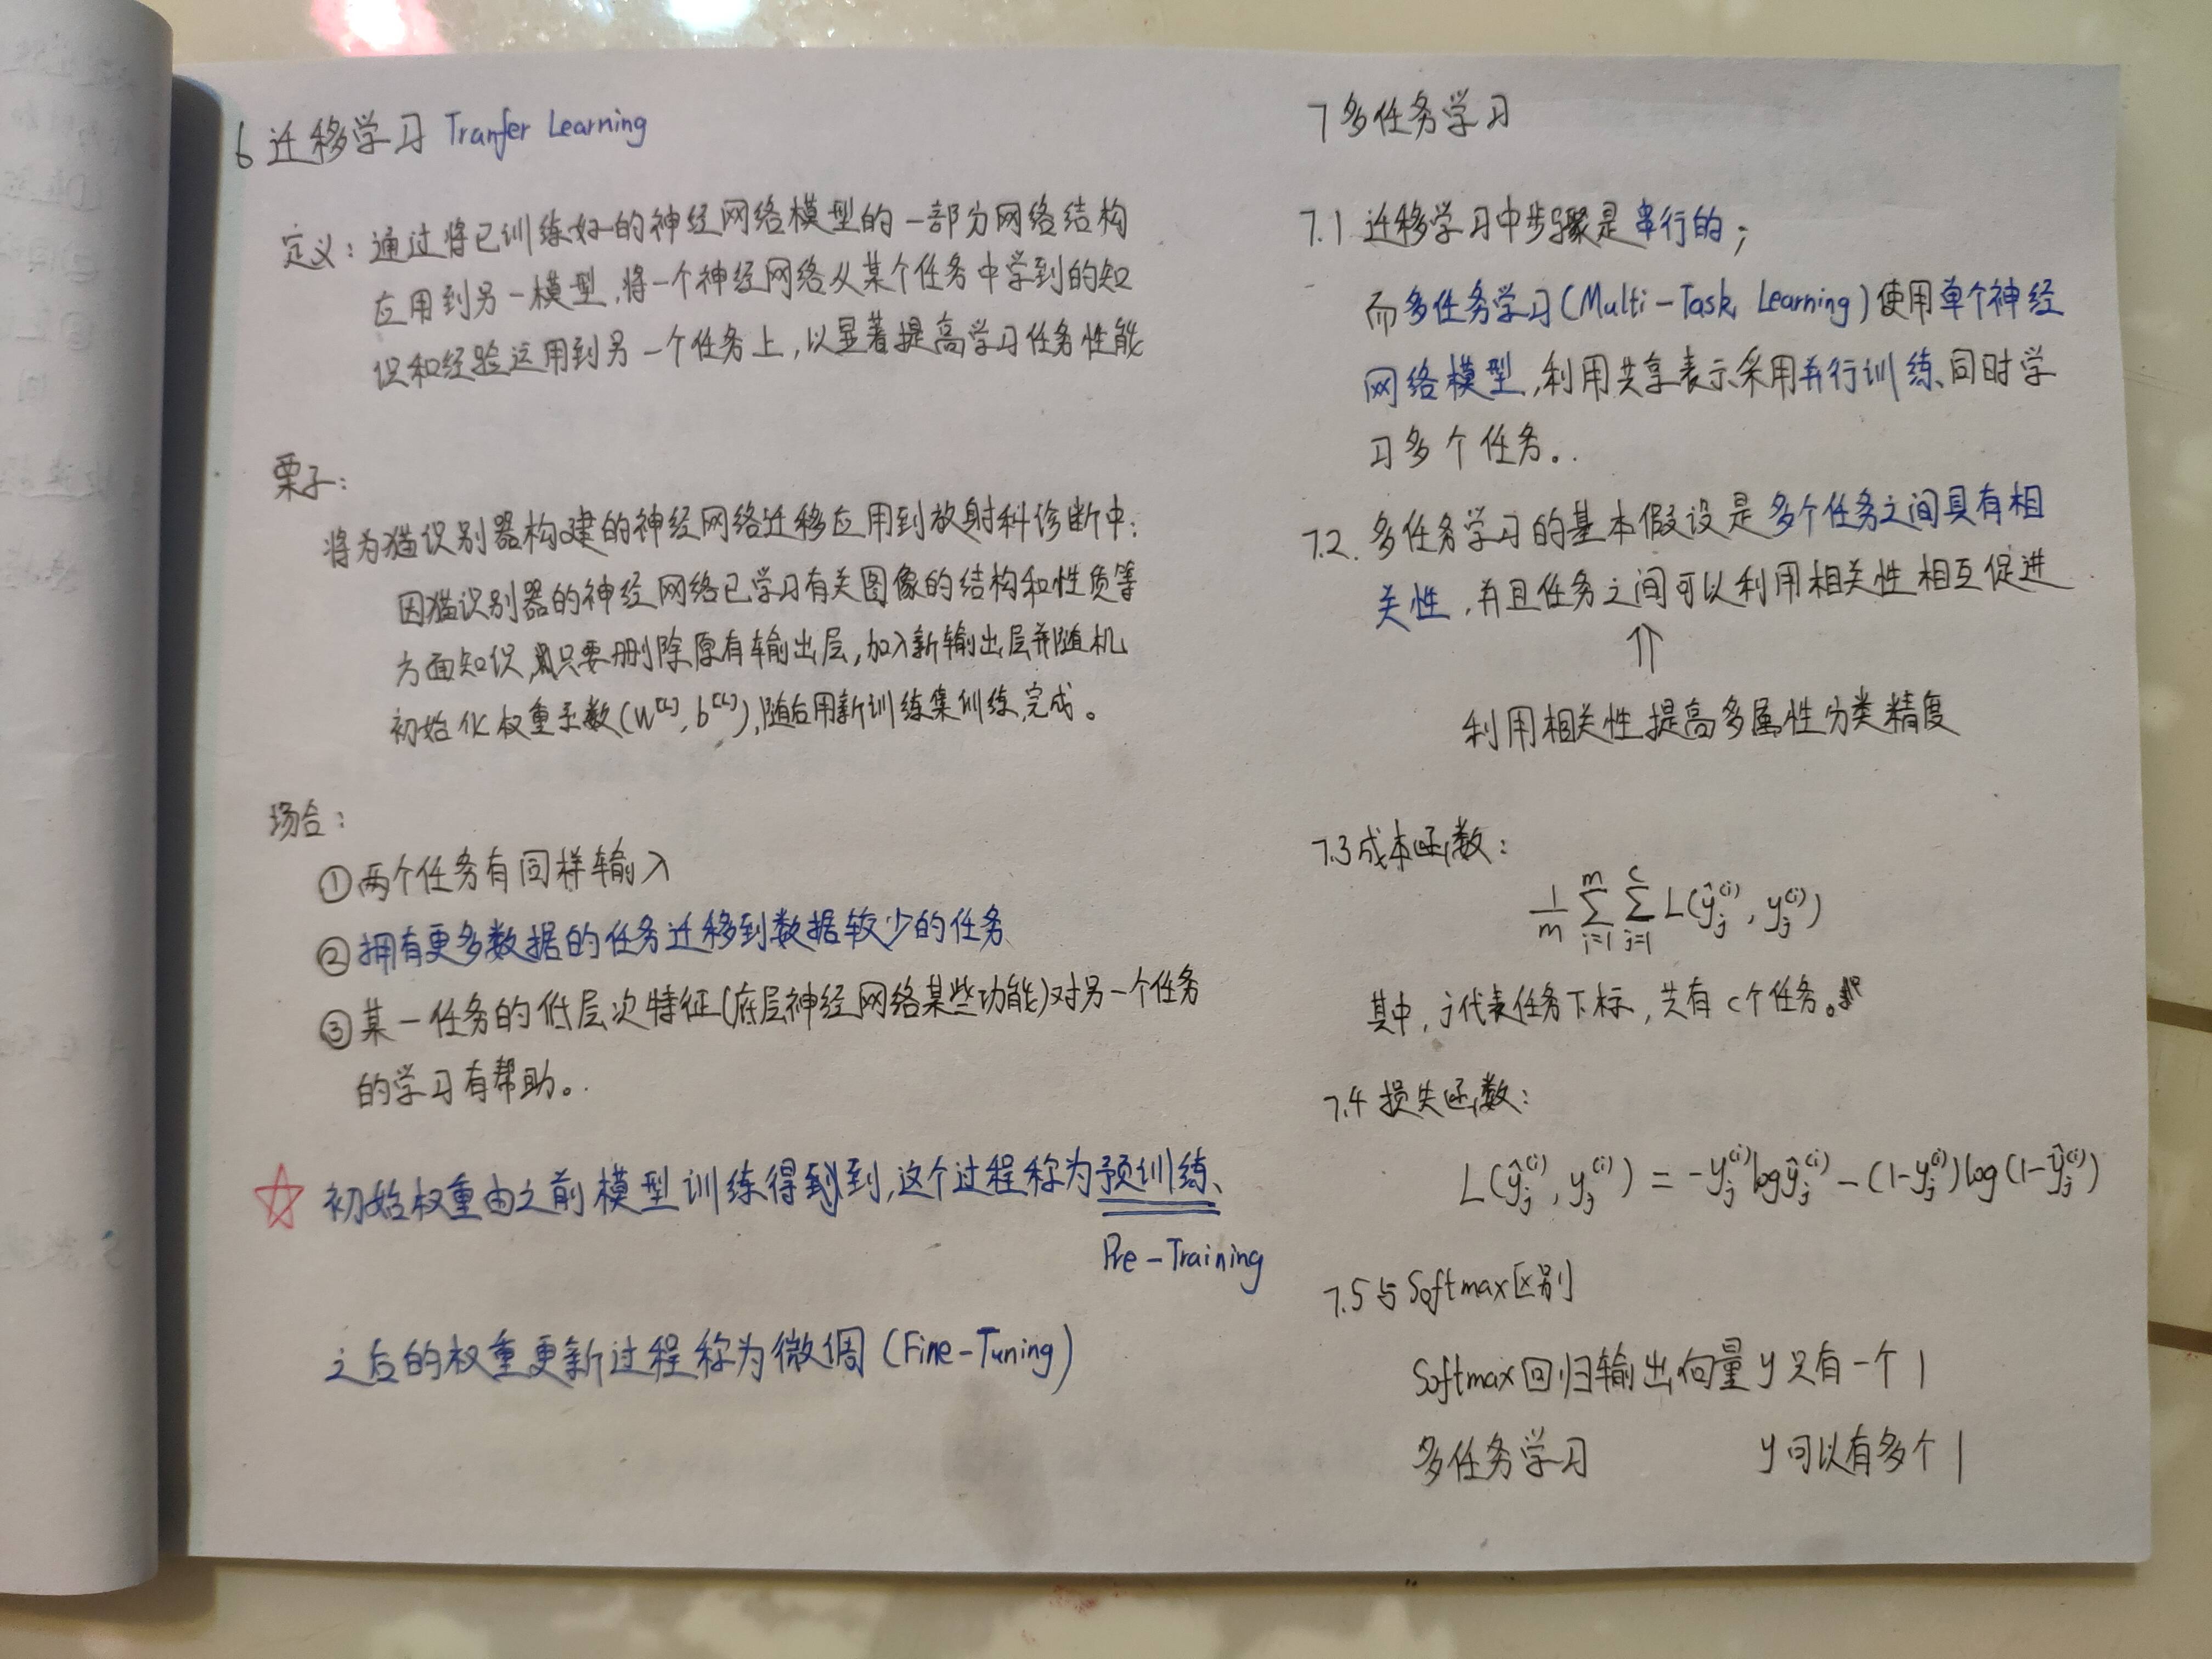 6 迁移学习 Tranfer Learning
定义：通过将已训练好的神经网络模型的一部分网络结构
应用到另一模型，将一个神经网络从某个任务中学到的知
识和经验运用到另一个任务上，以显著提高学习任务性能
栗子：
将为猫识别器构建的神经网络迁移应用到放射科诊断中：
因猫识别器的神经网络已学习有关图像的结构和性质等
方面知识，只要删除原有输出层，加入新输出层并随机
初始化权重系数(W^[L], b^[L])，随后用新训练集训练，完成。
场合：
①两个任务有同样输入
②拥有更多数据的任务迁移到数据较少的任务
③某一任务的低层次特征(底层神经网络某些功能)对另一个任务
的学习有帮助。
☆ 初始权重由之前模型训练得到，这个过程称为预训练、
Pre-Training
之后的权重更新过程称为微调 (Fine-Tuning)
7 多任务学习
7.1 迁移学习中步骤是串行的；
而多任务学习(Multi-Task Learning)使用单个神经
网络模型，利用共享表示、采用并行训练、同时学
习多个任务。
7.2. 多任务学习的基本假设是多个任务之间具有相
关性，并且任务之间可以利用相关性相互促进
⇑
利用相关性提高多属性分类精度
7.3 成本函数：
1/m ∑_{i=1}^{m} ∑_{j=1}^{c} L(ŷ_j^(i), y_j^(i))
其中，j代表任务下标，共有c个任务。
7.4 损失函数：
L(ŷ_j^(i), y_j^(i)) = -y_j^(i) log ŷ_j^(i) - (1-y_j^(i)) log (1-ŷ_j^(i))
7.5 与Softmax区别
Softmax回归输出向量y只有一个1
多任务学习 y可以有多个1